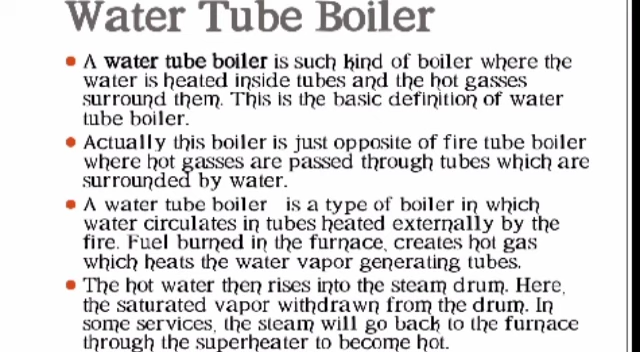 Water Tube Boiler
• A water tube boiler is such kind of boiler where the
water is heated inside tubes and the hot gasses
surround them. This is the basic definition of water
tube boiler.
• Actually this boiler is just opposite of fire tube boiler
where hot gasses are passed through tubes which are
surrounded by water.
• A water tube boiler is a type of boiler in which
water circulates in tubes heated externally by the
fire. Fuel burned in the furnace, creates hot gas
which heats the water vapor generating tubes.
• The hot water then rises into the steam drum. Here,
the saturated vapor withdrawn from the drum. In
some services, the steam will go back to the furnace
through the superheater to become hot.